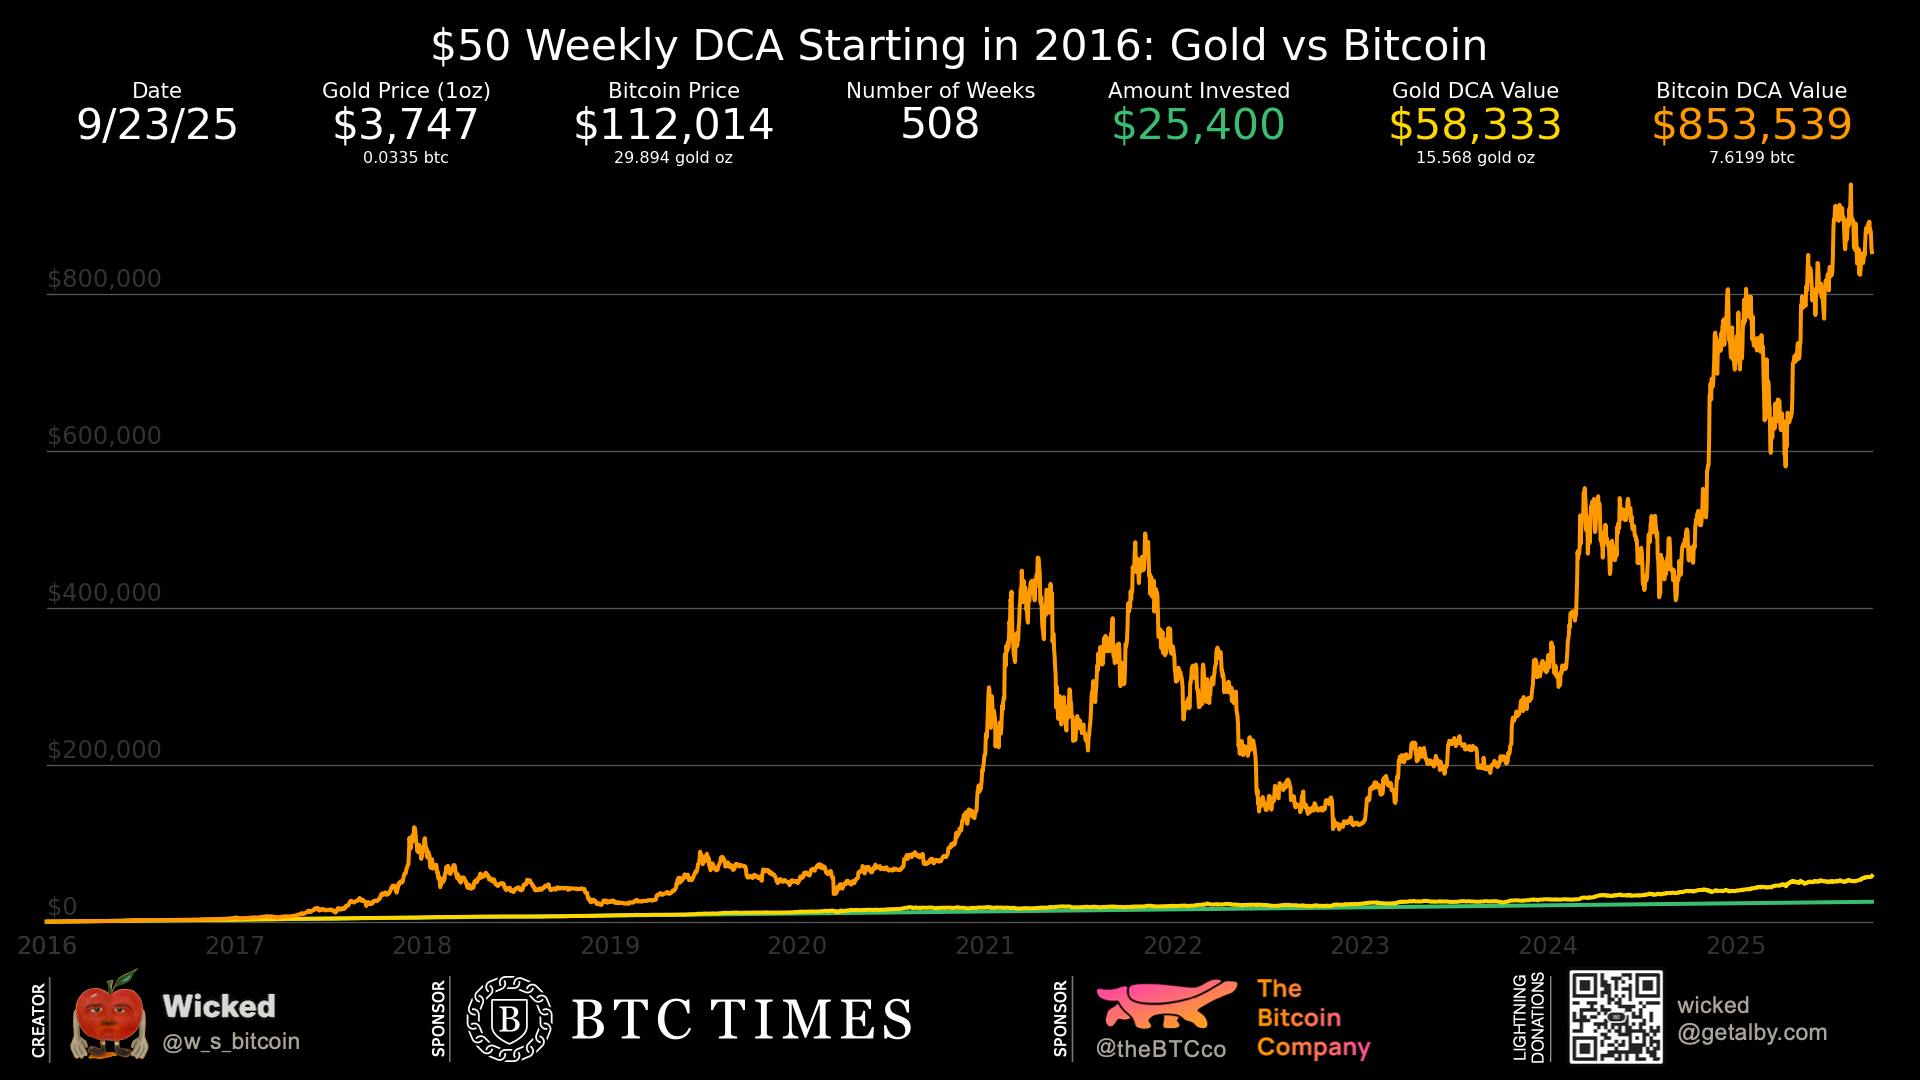 $50 Weekly DCA Starting in 2016: Gold vs Bitcoin
Date
9/23/25
Gold Price (1oz)
$3,747
0.0335 btc
Bitcoin Price
$112,014
29.894 gold oz
Number of Weeks
508
Amount Invested
$25,400
Gold DCA Value
$58,333
15.568 gold oz
Bitcoin DCA Value
$853,539
7.6199 btc
$800,000
$600,000
$400,000
$200,000
$0
2016 2017 2018 2019 2020 2021 2022 2023 2024 2025
CREATOR
Wicked
@w_s_bitcoin
SPONSOR
B
BTC TIMES
SPONSOR
@theBTCco
The
Bitcoin
Company
LIGHTNING
DONATIONS
wicked
@getalby.com